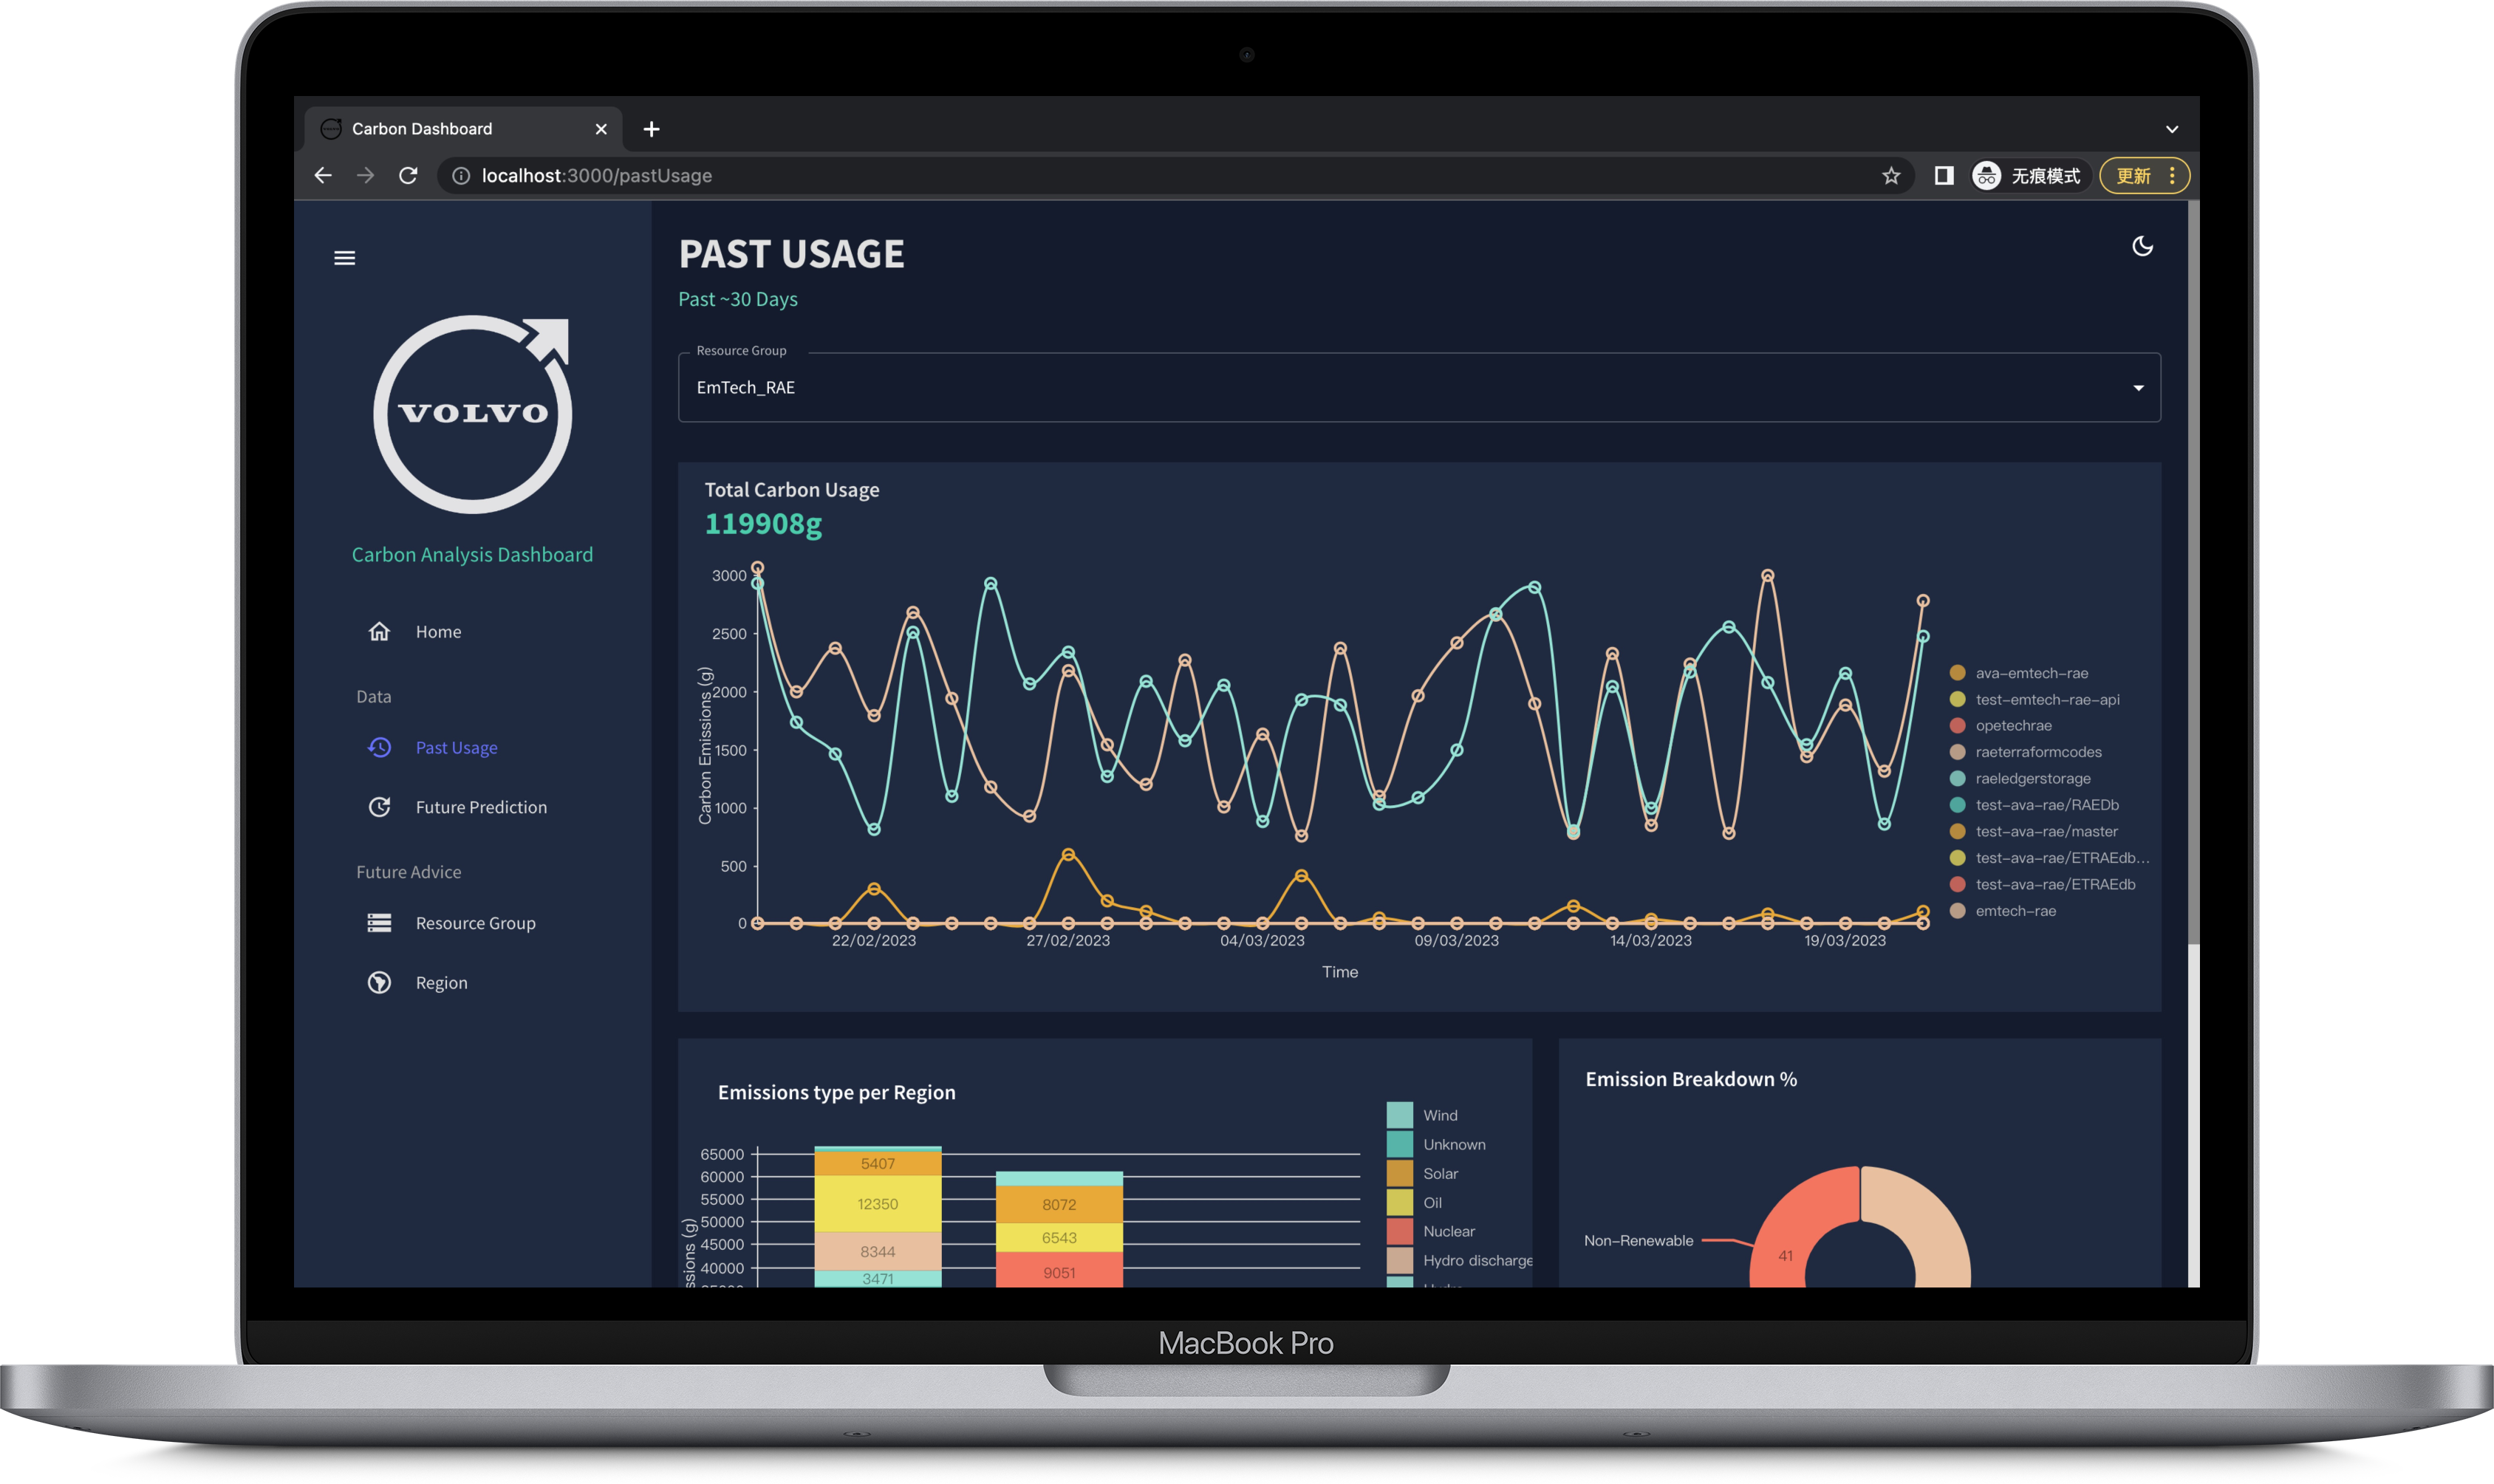 Carbon Dashboard
localhost:3000/pastUsage
无痕模式
更新
VOLVO
Carbon Analysis Dashboard
Home
Data
Past Usage
Future Prediction
Future Advice
Resource Group
Region
PAST USAGE
Past ~30 Days
Resource Group
EmTech_RAE
Total Carbon Usage
119908g
Carbon Emissions (g)
3000
2500
2000
1500
1000
500
0
22/02/2023 27/02/2023 04/03/2023 09/03/2023 14/03/2023 19/03/2023
Time
ava-emtech-rae
test-emtech-rae-api
opetechrae
raeterraformcodes
raeledgerstorage
test-ava-rae/RAEDb
test-ava-rae/master
test-ava-rae/ETRAEdb...
test-ava-rae/ETRAEdb
emtech-rae
Emissions type per Region
65000
60000
55000
50000
45000
40000
ssions (g)
5407
12350
8344
3471
8072
6543
9051
Wind
Unknown
Solar
Oil
Nuclear
Hydro discharge
Emission Breakdown %
Non-Renewable
41
MacBook Pro